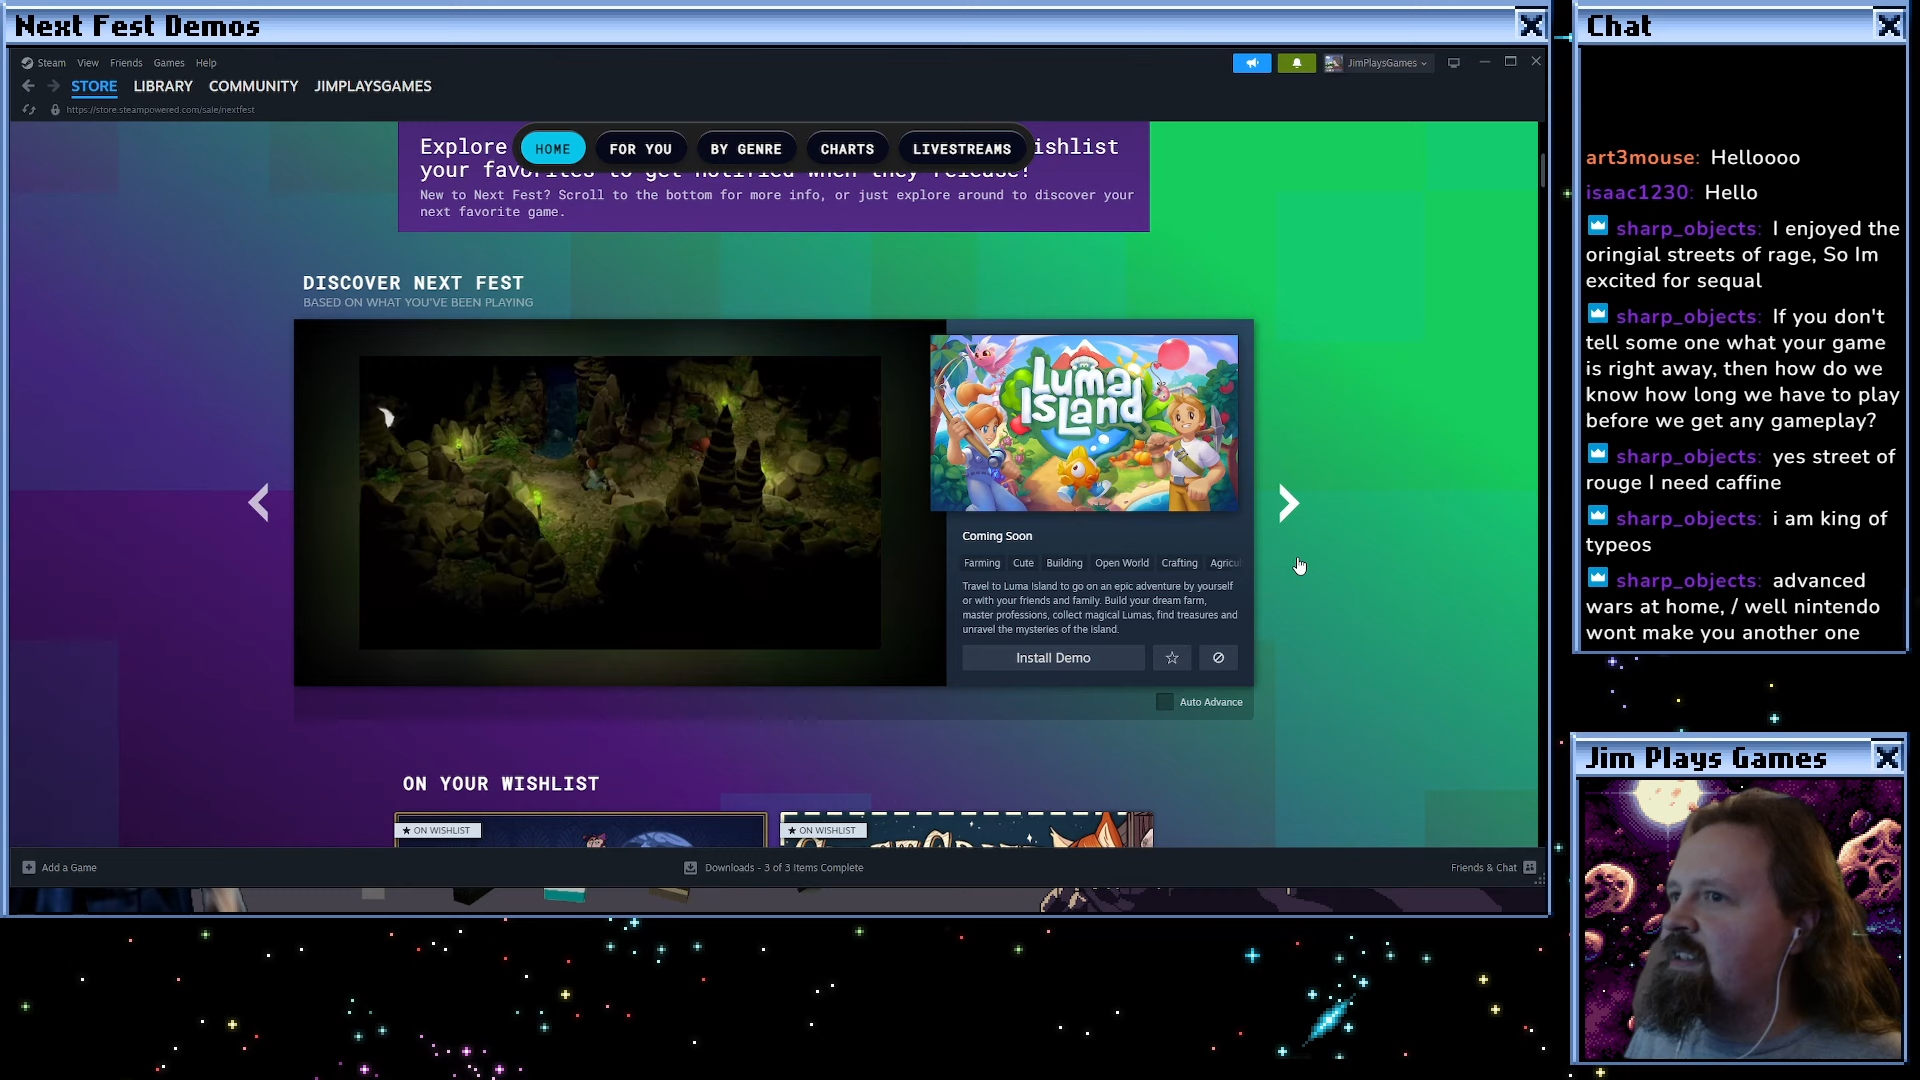 Next Fest Demos
Steam View Friends Games Help
JimPlaysGames
STORE LIBRARY COMMUNITY JIMPLAYSGAMES
https://store.steampowered.com/sale/nextfest
HOME FOR YOU BY GENRE CHARTS LIVESTREAMS
Explore ishlist
your favorites to get notified when they release!
New to Next Fest? Scroll to the bottom for more info, or just explore around to discover your
next favorite game.
DISCOVER NEXT FEST
BASED ON WHAT YOU'VE BEEN PLAYING
Luma
Island
Coming Soon
Farming Cute Building Open World Crafting Agricu
Travel to Luma Island to go on an epic adventure by yourself
or with your friends and family. Build your dream farm,
master professions, collect magical Lumas, find treasures and
unravel the mysteries of the island.
Install Demo
Auto Advance
ON YOUR WISHLIST
ON WISHLIST
ON WISHLIST
Add a Game
Downloads - 3 of 3 Items Complete
Friends & Chat
Chat
art3mouse: Helloooo
isaac1230: Hello
sharp_objects: I enjoyed the
oringial streets of rage, So Im
excited for sequal
sharp_objects: If you don't
tell some one what your game
is right away, then how do we
know how long we have to play
before we get any gameplay?
sharp_objects: yes street of
rouge I need caffine
sharp_objects: i am king of
typeos
sharp_objects: advanced
wars at home, / well nintendo
wont make you another one
Jim Plays Games